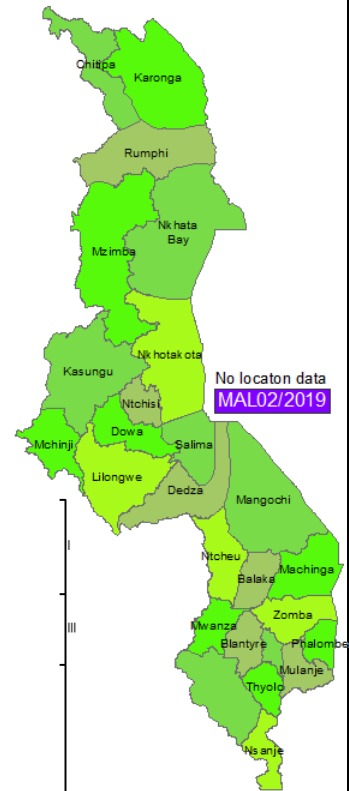 Chitipa
Karonga
Rumphi
Nkhata
Bay
Mzimba
Nkhotakota
No locaton data
MAL02/2019
Kasungu
Ntchisi
Dowa
Mchinji
Salima
Lilongwe
Dedza
Mangochi
I
Ntcheu
Machinga
Balaka
Zomba
III
Mwanza
Blantyre
Phalombe
Mulanje
Thyolo
Nsanje